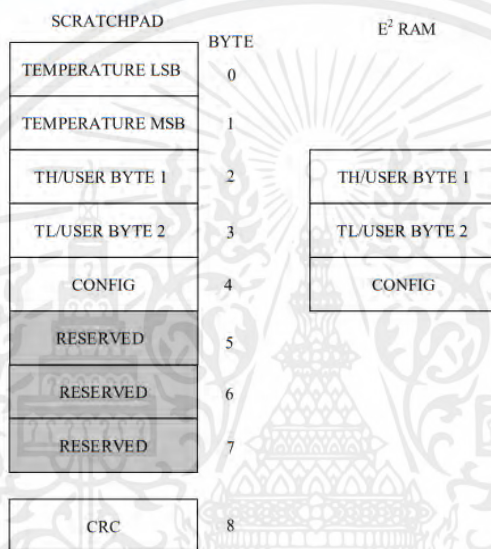 SCRATCHPAD
BYTE
E² RAM
TEMPERATURE LSB 0
TEMPERATURE MSB 1
TH/USER BYTE 1 2 TH/USER BYTE 1
TL/USER BYTE 2 3 TL/USER BYTE 2
CONFIG 4 CONFIG
RESERVED 5
RESERVED 6
RESERVED 7
CRC 8